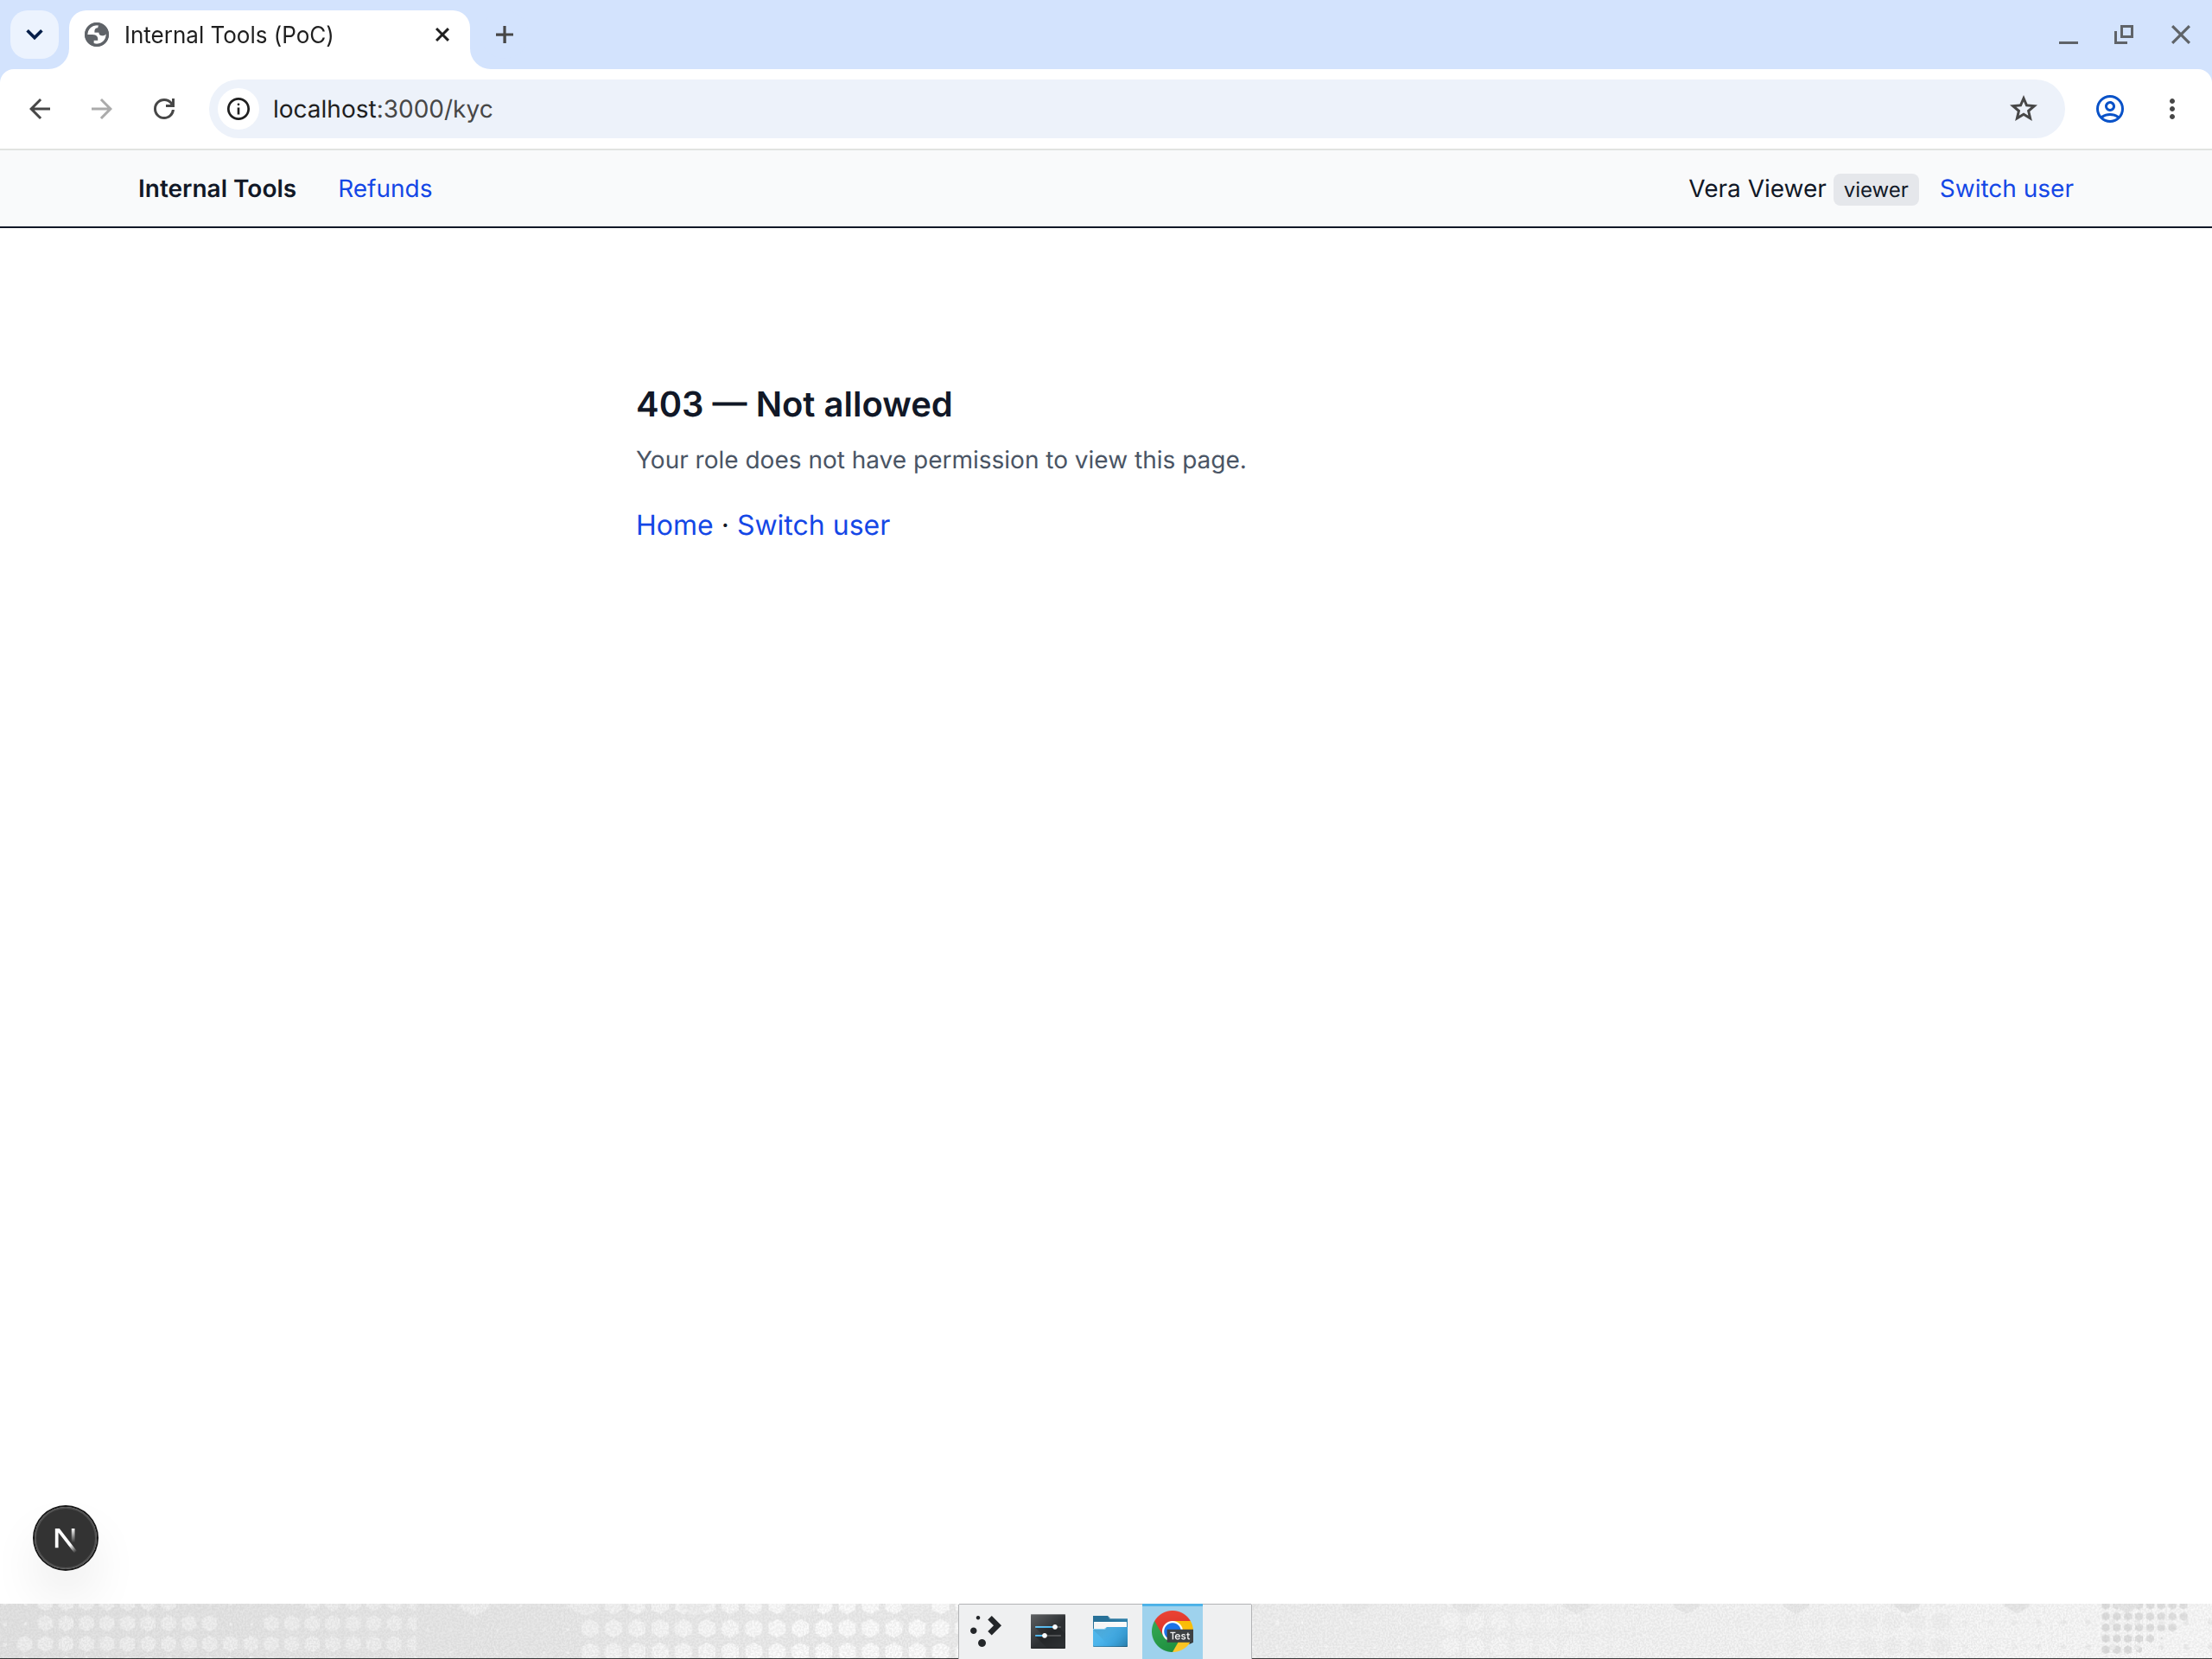 Internal Tools (PoC)
localhost:3000/kyc
Internal Tools Refunds Vera Viewer viewer Switch user
403 — Not allowed
Your role does not have permission to view this page.
Home · Switch user
N
Test